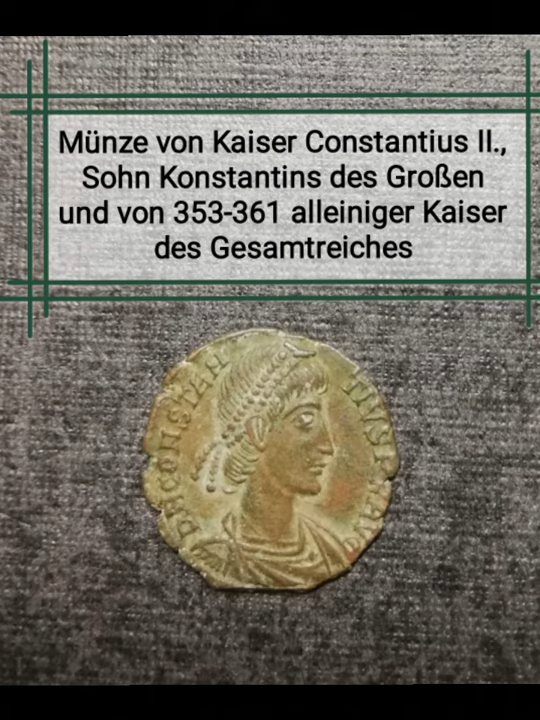 Münze von Kaiser Constantius II.,
Sohn Konstantins des Großen
und von 353-361 alleiniger Kaiser
des Gesamtreiches
CONSTAN
TIVS P F AVG